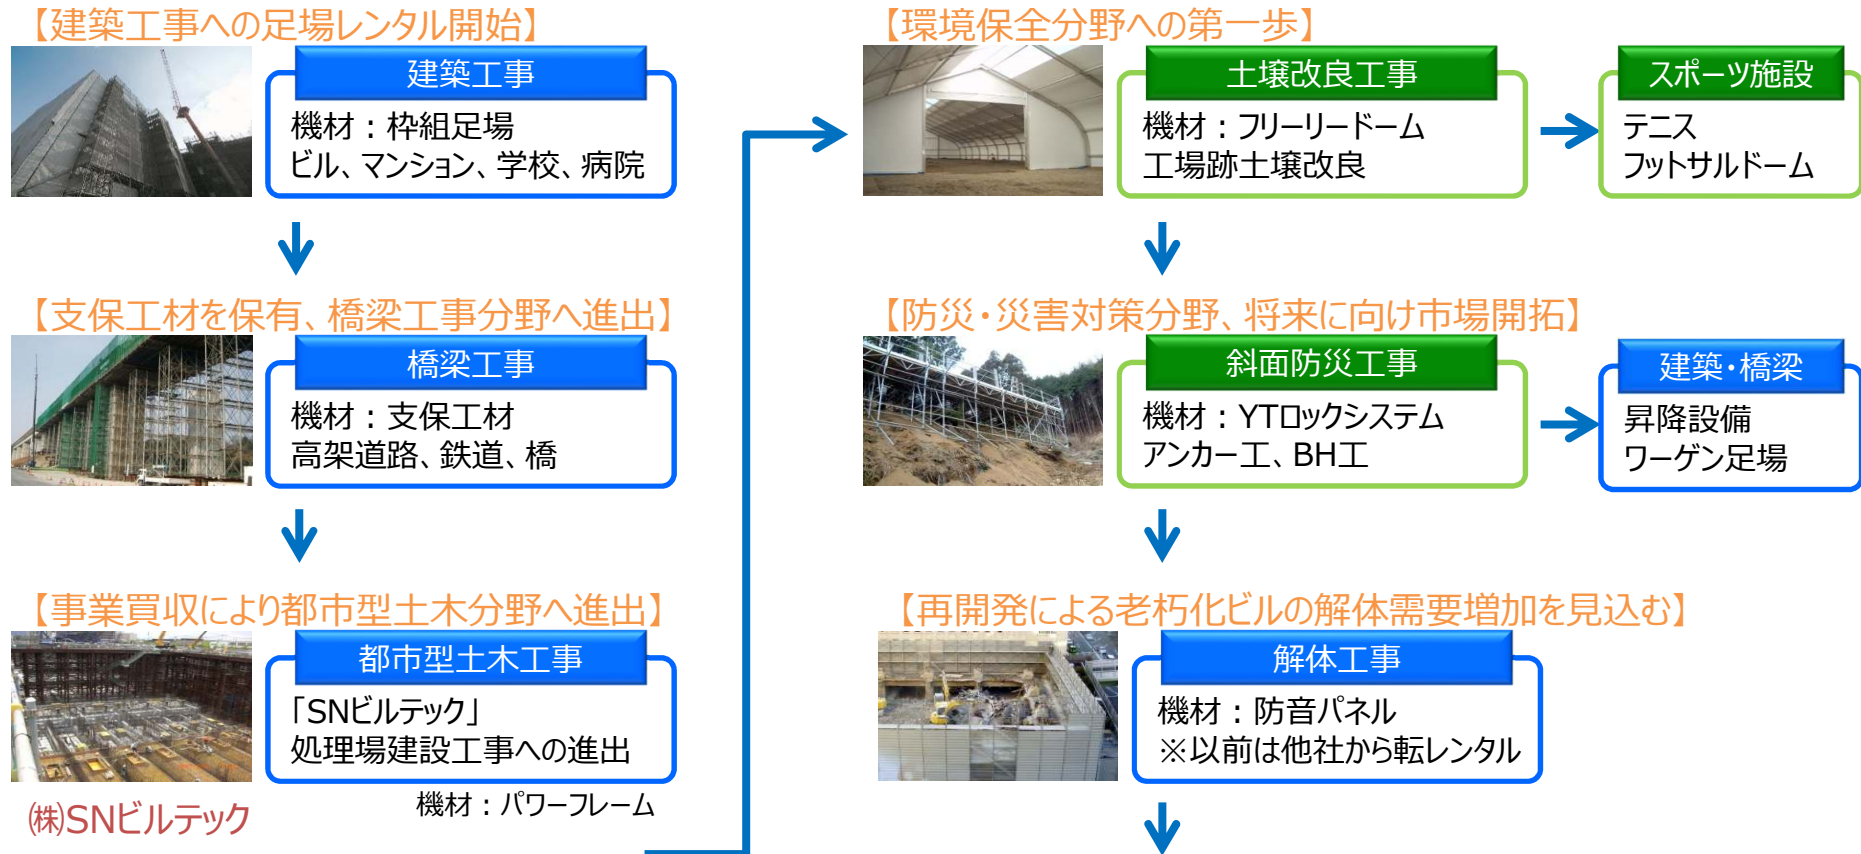 【建築工事への足場レンタル開始】
建築工事
機材：枠組足場
ビル、マンション、学校、病院
【支保工材を保有、橋梁工事分野へ進出】
橋梁工事
機材：支保工材
高架道路、鉄道、橋
【事業買収により都市型土木分野へ進出】
都市型土木工事
「SNビルテック」
処理場建設工事への進出
機材：パワーフレーム
㈱SNビルテック
【環境保全分野への第一歩】
土壌改良工事
機材：フリーリードーム
工場跡土壌改良
スポーツ施設
テニス
フットサルドーム
【防災・災害対策分野、将来に向け市場開拓】
斜面防災工事
機材：YTロックシステム
アンカー工、BH工
建築・橋梁
昇降設備
ワーゲン足場
【再開発による老朽化ビルの解体需要増加を見込む】
解体工事
機材：防音パネル
※以前は他社から転レンタル